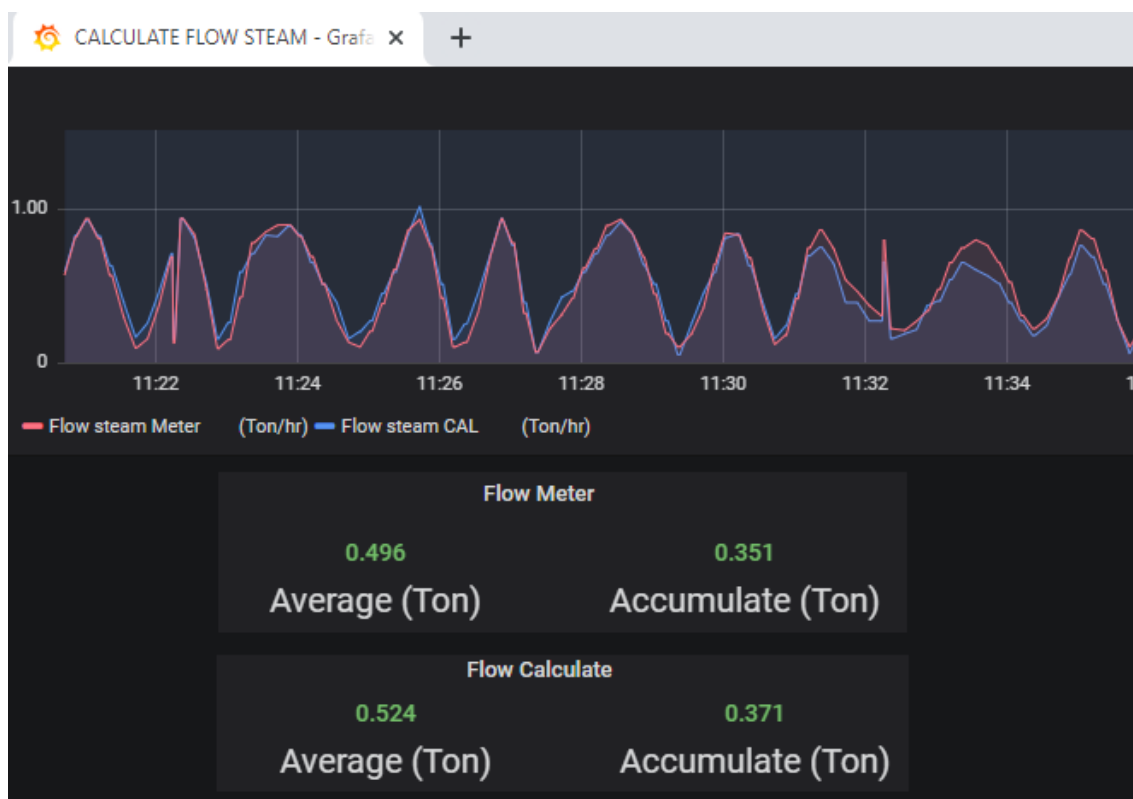 CALCULATE FLOW STEAM - Grafa
1.00
0
11:22 11:24 11:26 11:28 11:30 11:32 11:34 1
Flow steam Meter (Ton/hr) Flow steam CAL (Ton/hr)
Flow Meter
0.496 0.351
Average (Ton) Accumulate (Ton)
Flow Calculate
0.524 0.371
Average (Ton) Accumulate (Ton)